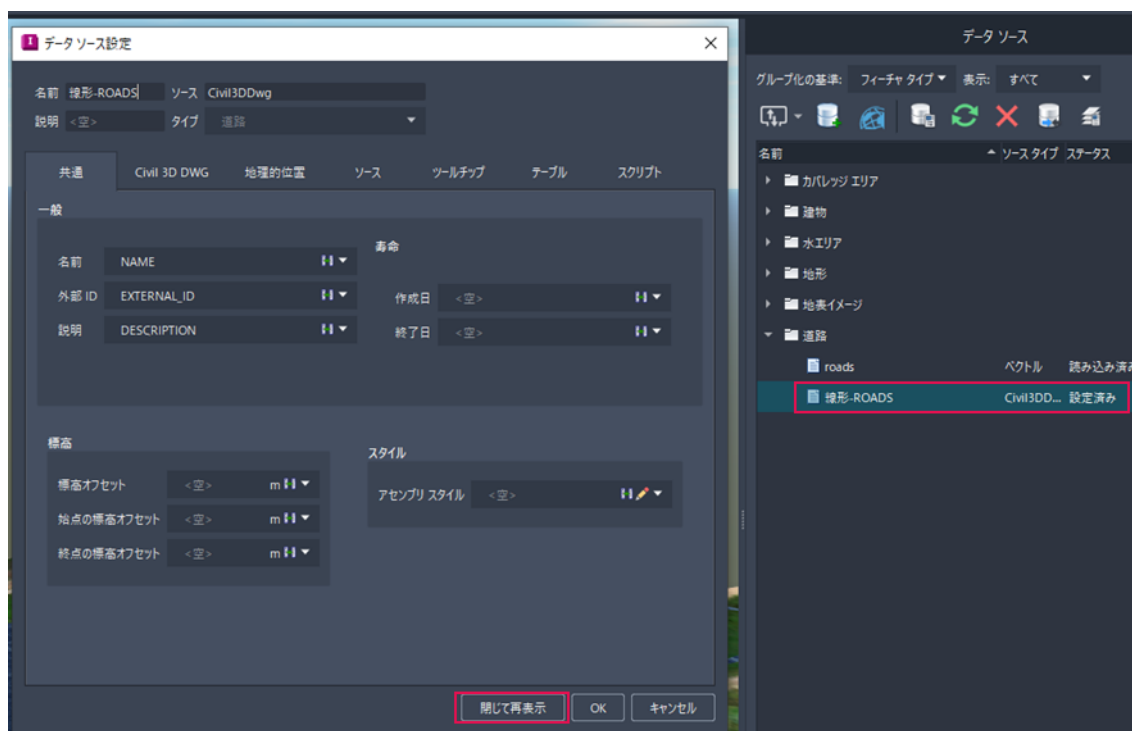 データ ソース設定
名前 線形-ROADS ソース Civil3DDwg
説明 <空> タイプ 道路
共通 Civil 3D DWG 地理的位置 ソース ツールチップ テーブル スクリプト
一般
名前 NAME
外部 ID EXTERNAL_ID
説明 DESCRIPTION
寿命
作成日 <空>
終了日 <空>
標高
標高オフセット <空> m
始点の標高オフセット <空> m
終点の標高オフセット <空> m
スタイル
アセンブリ スタイル <空>
閉じて再表示 OK キャンセル
データ ソース
グループ化の基準: フィーチャ タイプ 表示: すべて
名前 ソース タイプ ステータス
カバレッジ エリア
建物
水エリア
地形
地表イメージ
道路
roads ベクトル 読み込み済み
線形-ROADS Civil3DD... 設定済み